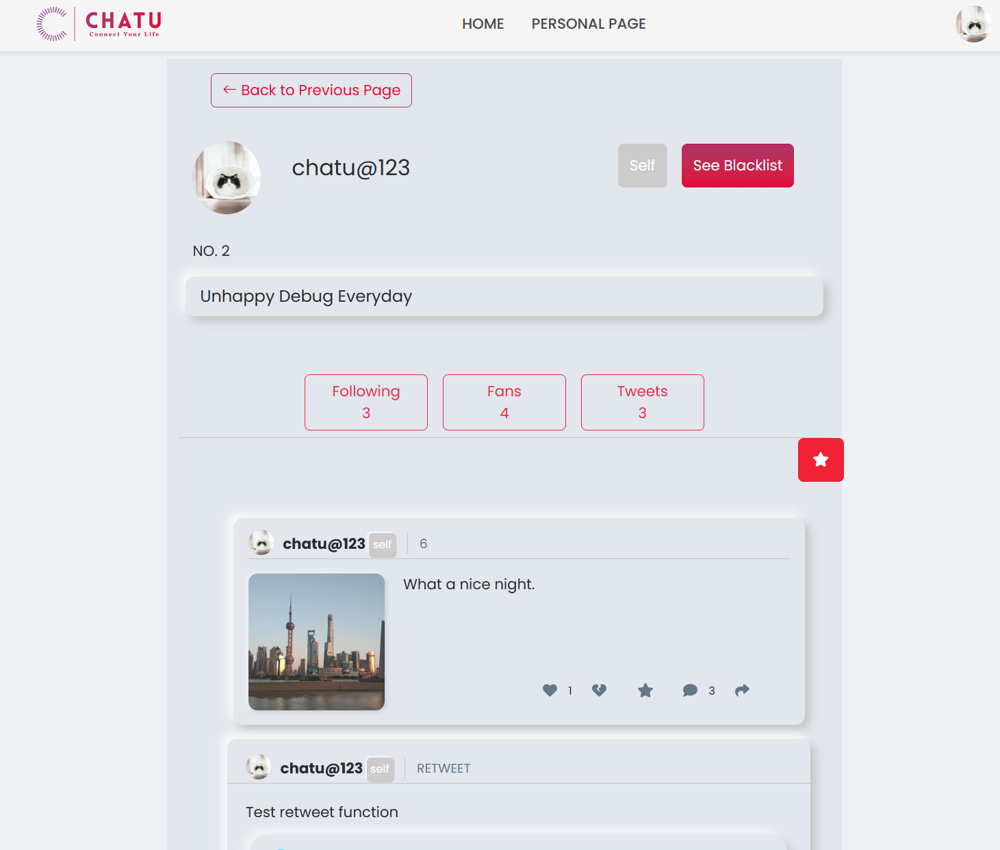 CHATU
Connect Your Life
HOME
PERSONAL PAGE
← Back to Previous Page
chatu@123
Self
See Blacklist
NO. 2
Unhappy Debug Everyday
Following
3
Fans
4
Tweets
3
chatu@123 self 6
What a nice night.
1
3
chatu@123 self RETWEET
Test retweet function